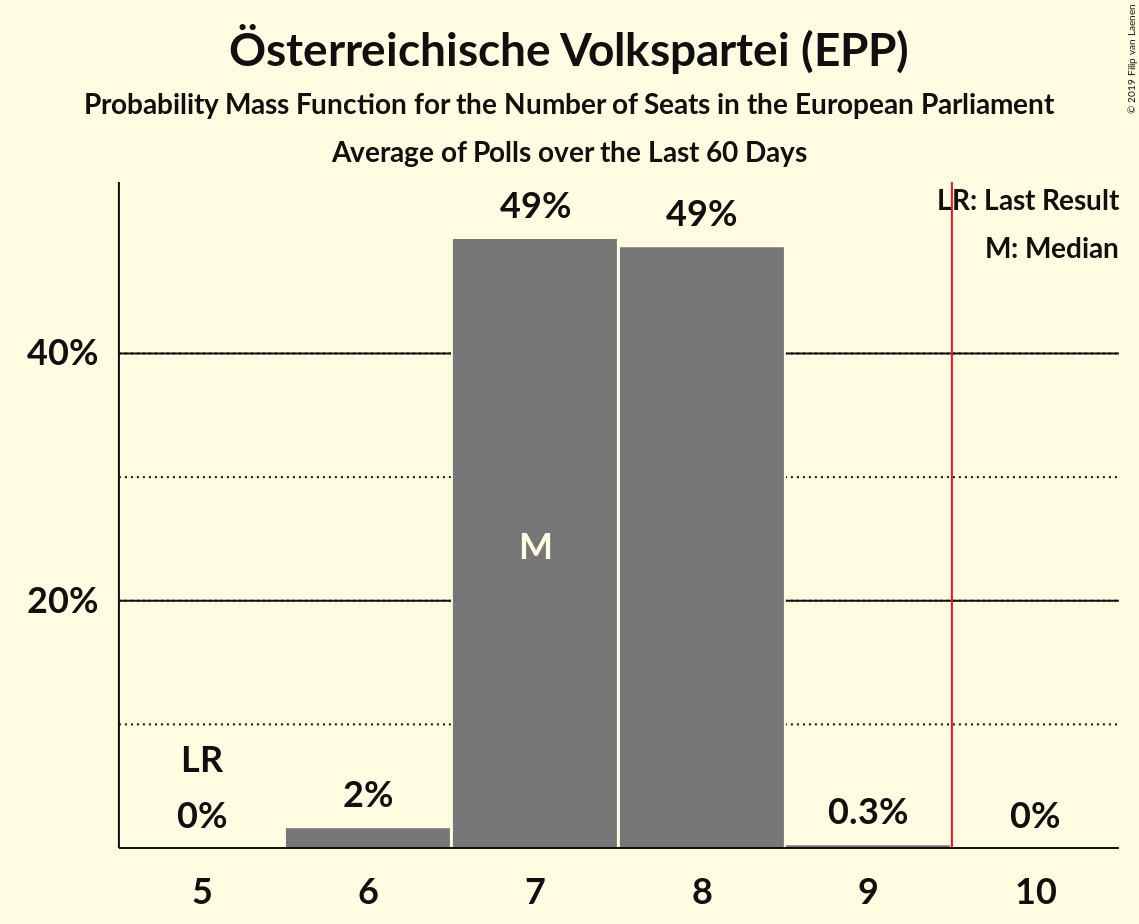 Österreichische Volkspartei (EPP)
Probability Mass Function for the Number of Seats in the European Parliament
Average of Polls over the Last 60 Days
© 2019 Filip van Laenen
LR: Last Result
M: Median
49%
49%
40%
M
20%
LR
0%
2%
0.3%
0%
5
6
7
8
9
10